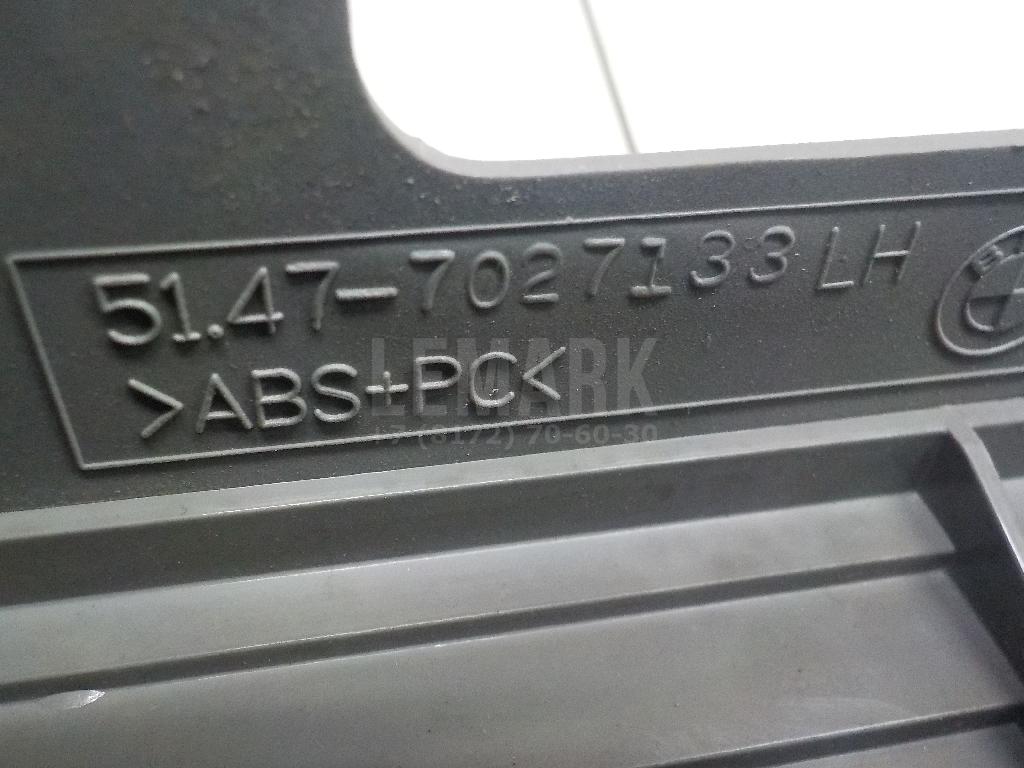 51.47-7027133 LH
>ABS+PC<
LEMARK
+7 (8172) 70-60-30